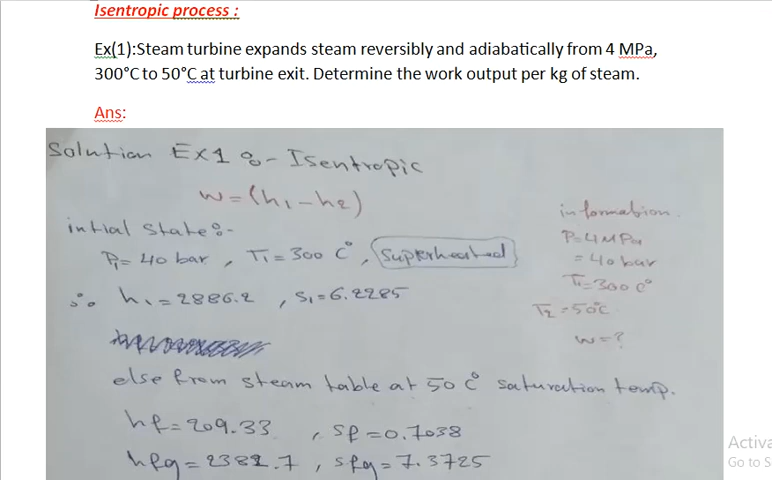 Isentropic process :
Ex(1):Steam turbine expands steam reversibly and adiabatically from 4 MPa,
300°C to 50°C at turbine exit. Determine the work output per kg of steam.
Ans:
Solution Ex1 :- Isentropic
w = (h1 - h2)
intial state:-
P1 = 40 bar , T1 = 300 C° , Superheated
∴ h1 = 2886.2 , s1 = 6.2285
information.
P = 4 MPa
= 40 bar
T1 = 300 C°
T2 = 50°C
w = ?
else from steam table at 50 C° saturation temp.
hf = 209.33 , sf = 0.7038
hfg = 2382.7 , sfg = 7.3725
Activa
Go to S